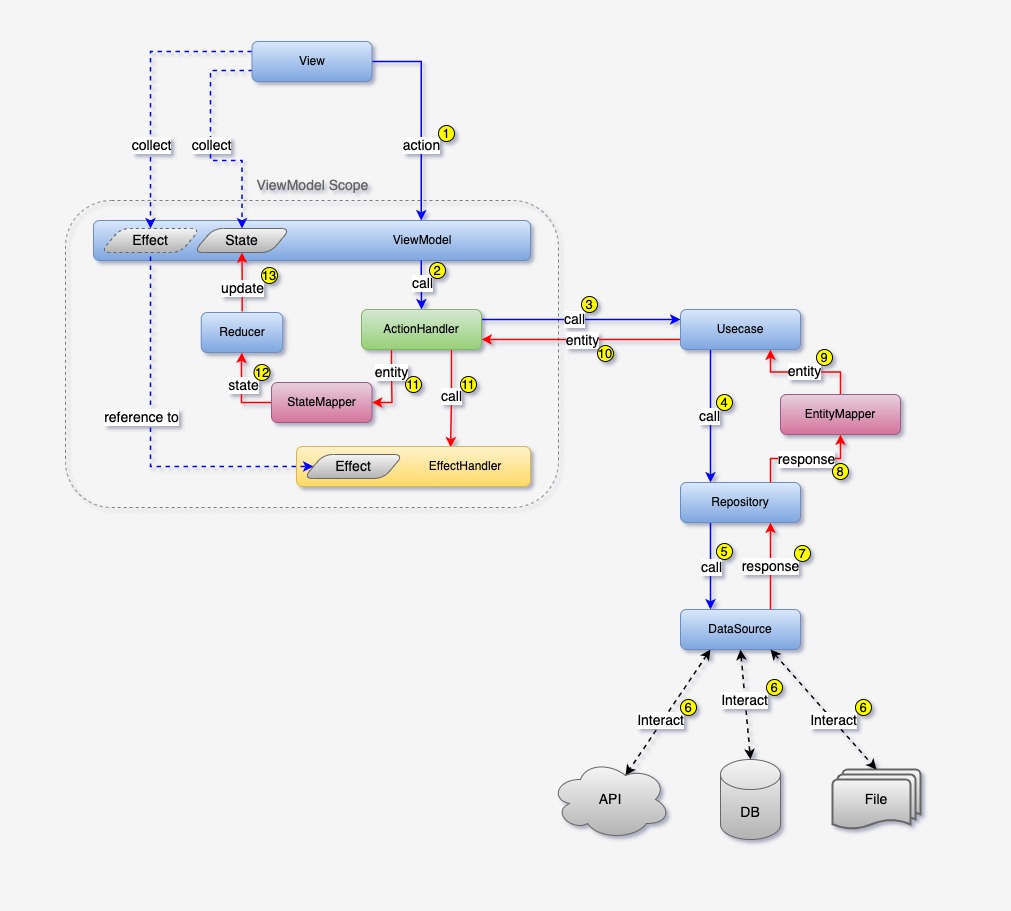 View
collect
collect
action
1
ViewModel Scope
Effect
State
ViewModel
13
update
2
call
Reducer
ActionHandler
3
call
entity
10
Usecase
12
state
StateMapper
entity
11
11
call
9
entity
4
call
EntityMapper
reference to
Effect
EffectHandler
response
8
Repository
5
call
7
response
DataSource
6
Interact
6
Interact
6
Interact
API
DB
File